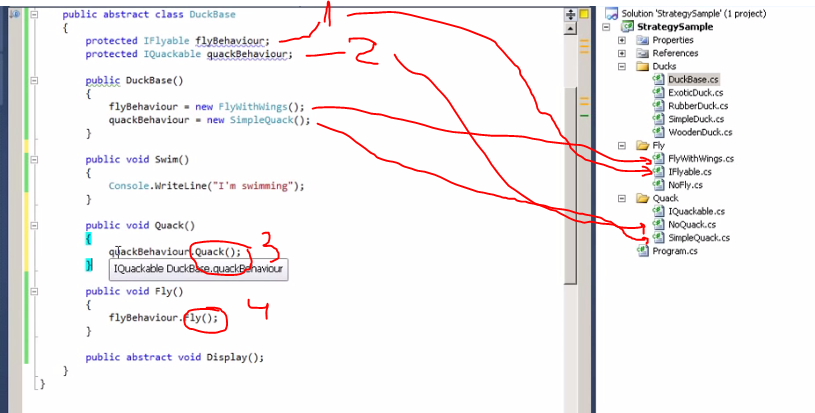 public abstract class DuckBase
{
protected IFlyable flyBehaviour;
protected IQuackable quackBehaviour;
public DuckBase()
{
flyBehaviour = new FlyWithWings();
quackBehaviour = new SimpleQuack();
}
public void Swim()
{
Console.WriteLine("I'm swimming");
}
public void Quack()
{
quackBehaviour.Quack();
}
IQuackable DuckBase.quackBehaviour
public void Fly()
{
flyBehaviour.Fly();
}
public abstract void Display();
}
}
1
2
3
4
Solution 'StrategySample' (1 project)
StrategySample
Properties
References
Ducks
DuckBase.cs
ExoticDuck.cs
RubberDuck.cs
SimpleDuck.cs
WoodenDuck.cs
Fly
FlyWithWings.cs
IFlyable.cs
NoFly.cs
Quack
IQuackable.cs
NoQuack.cs
SimpleQuack.cs
Program.cs